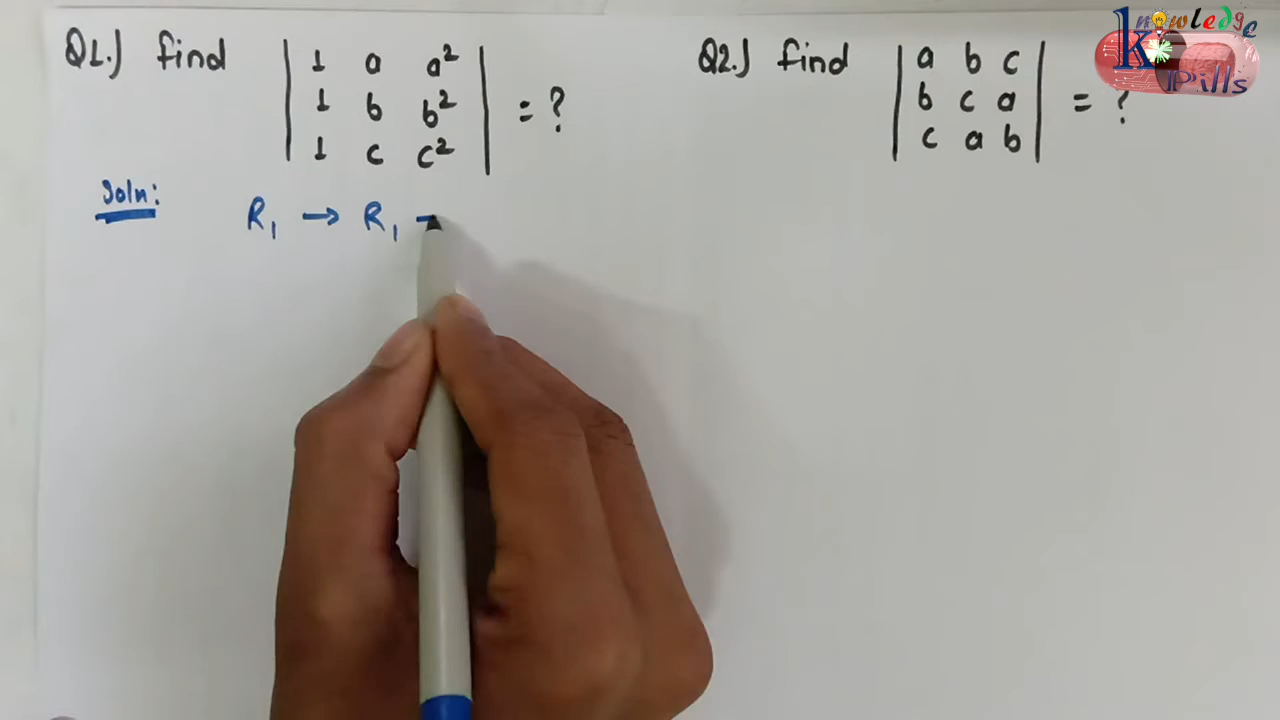 Q1.) find | 1 a a² | = ?
| 1 b b² |
| 1 c c² |
Soln:
R₁ → R₁ -
Q2.) find | a b c | = ?
| b c a |
| c a b |
knowledge
Pills